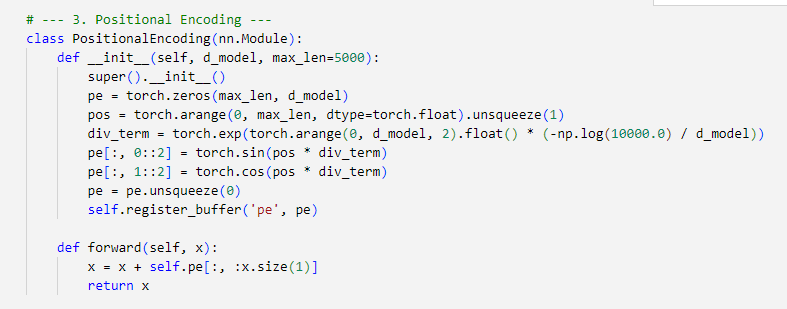 # --- 3. Positional Encoding ---
class PositionalEncoding(nn.Module):
    def __init__(self, d_model, max_len=5000):
        super().__init__()
        pe = torch.zeros(max_len, d_model)
        pos = torch.arange(0, max_len, dtype=torch.float).unsqueeze(1)
        div_term = torch.exp(torch.arange(0, d_model, 2).float() * (-np.log(10000.0) / d_model))
        pe[:, 0::2] = torch.sin(pos * div_term)
        pe[:, 1::2] = torch.cos(pos * div_term)
        pe = pe.unsqueeze(0)
        self.register_buffer('pe', pe)

    def forward(self, x):
        x = x + self.pe[:, :x.size(1)]
        return x